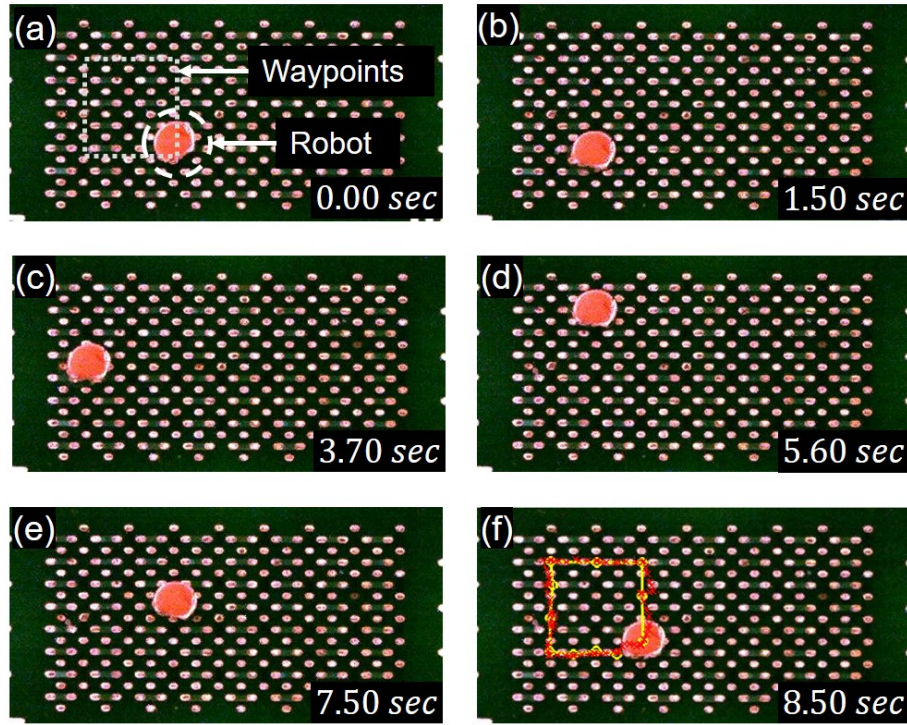 (a)
Waypoints
Robot
0.00 sec
(b)
1.50 sec
(c)
3.70 sec
(d)
5.60 sec
(e)
7.50 sec
(f)
8.50 sec